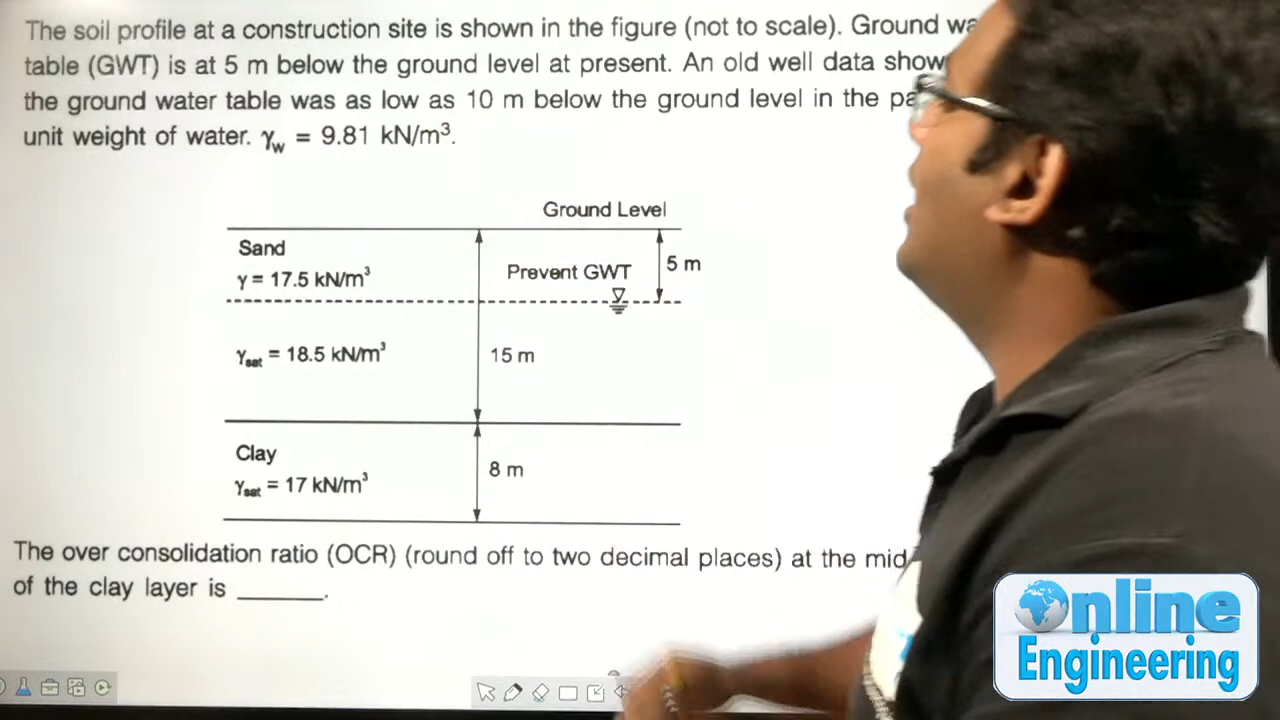 The soil profile at a construction site is shown in the figure (not to scale). Ground
table (GWT) is at 5 m below the ground level at present. An old well data
the ground water table was as low as 10 m below the ground level in the
unit weight of water. γw = 9.81 kN/m³.
Ground Level
Sand
γ = 17.5 kN/m³
Prevent GWT
5 m
γsat = 18.5 kN/m³
15 m
Clay
γsat = 17 kN/m³
8 m
The over consolidation ratio (OCR) (round off to two decimal places) at the mid
of the clay layer is ______.
Online
Engineering